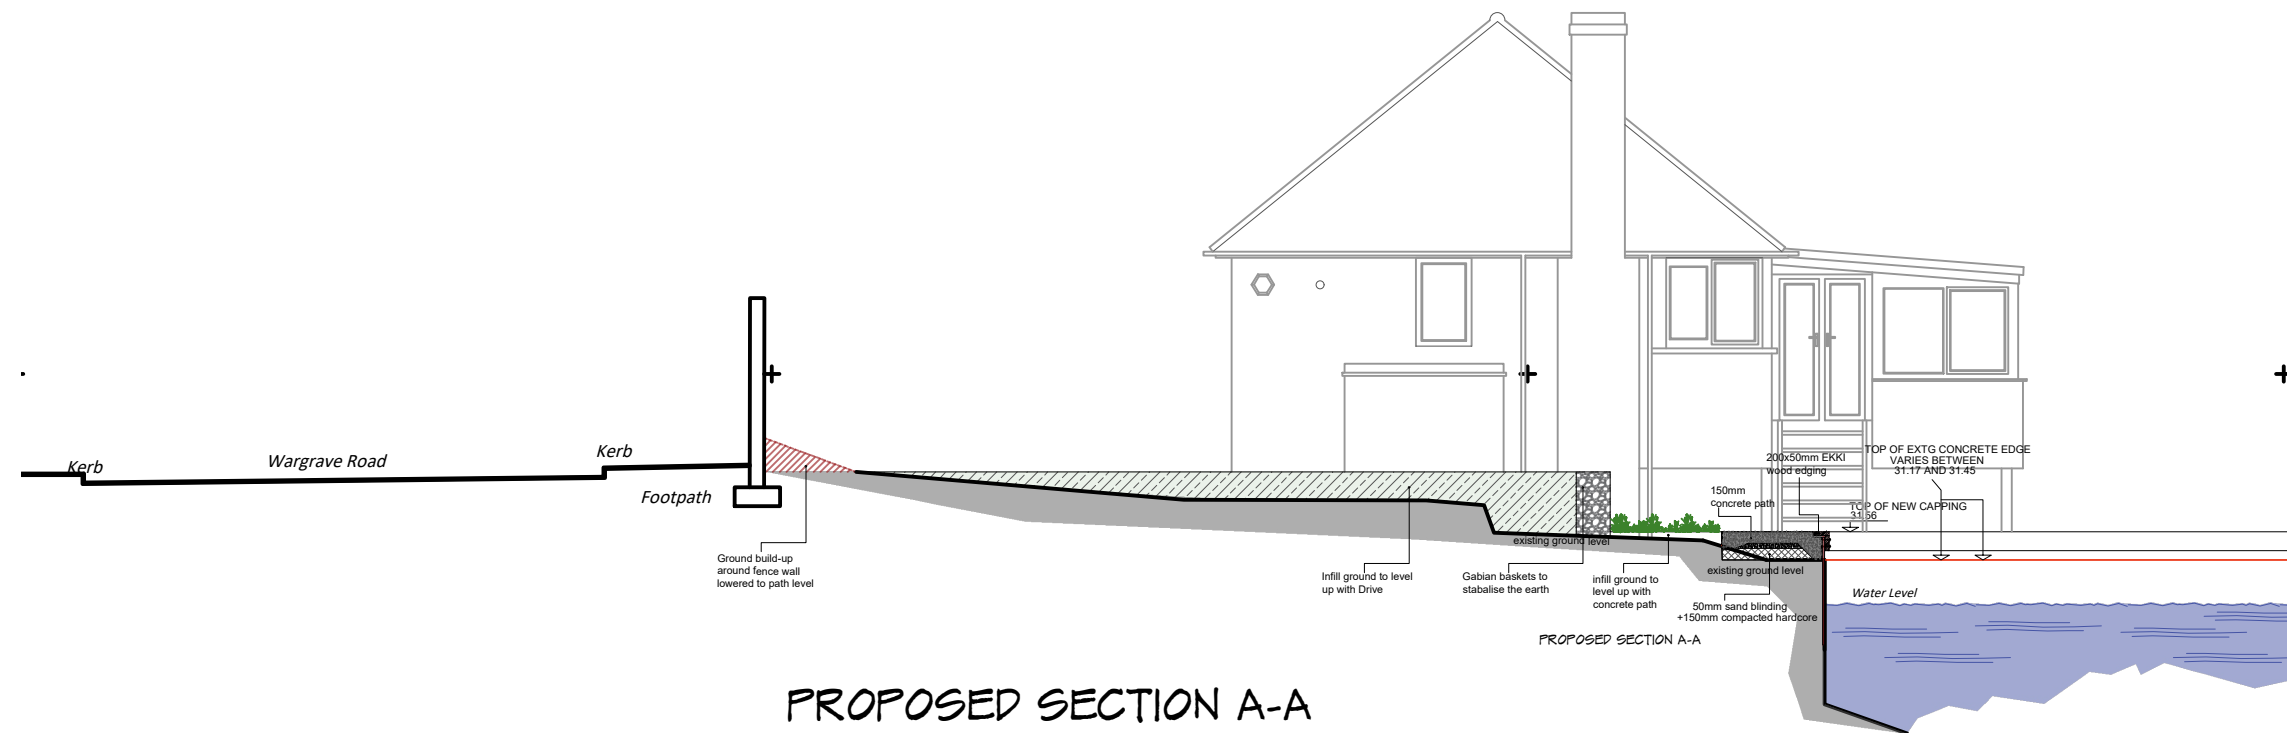 Kerb
Wargrave Road
Kerb
Footpath
Ground build-up
around fence wall
lowered to path level
Infill ground to level
up with Drive
Gabian baskets to
stabalise the earth
existing ground level
infill ground to
level up with
concrete path
150mm
concrete path
200x50mm EKKI
wood edging
TOP OF EXTG CONCRETE EDGE
VARIES BETWEEN
31.17 AND 31.45
TOP OF NEW CAPPING
31.56
existing ground level
50mm sand blinding
+150mm compacted hardcore
Water Level
PROPOSED SECTION A-A
PROPOSED SECTION A-A